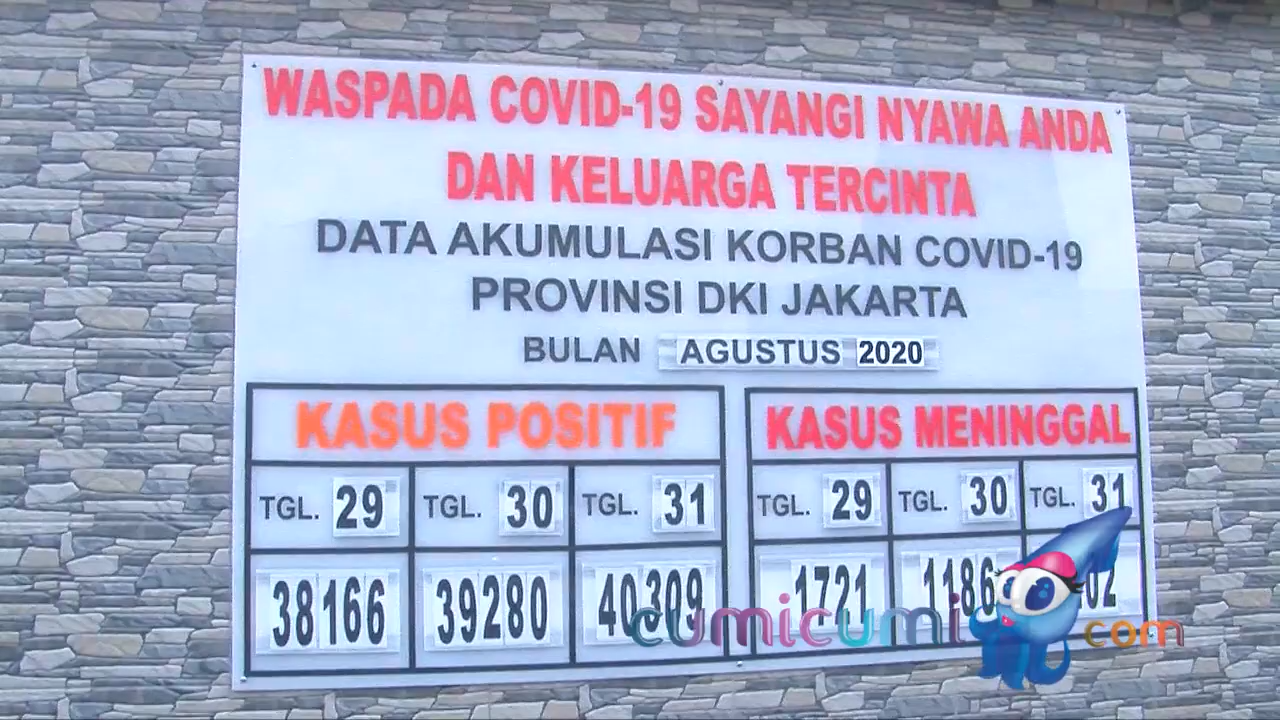 WASPADA COVID-19 SAYANGI NYAWA ANDA
DAN KELUARGA TERCINTA
DATA AKUMULASI KORBAN COVID-19
PROVINSI DKI JAKARTA
BULAN AGUSTUS 2020
KASUS POSITIF KASUS MENINGGAL
TGL. 29 TGL. 30 TGL. 31 TGL. 29 TGL. 30 TGL. 31
38166 39280 40309 1721
cumicumi com